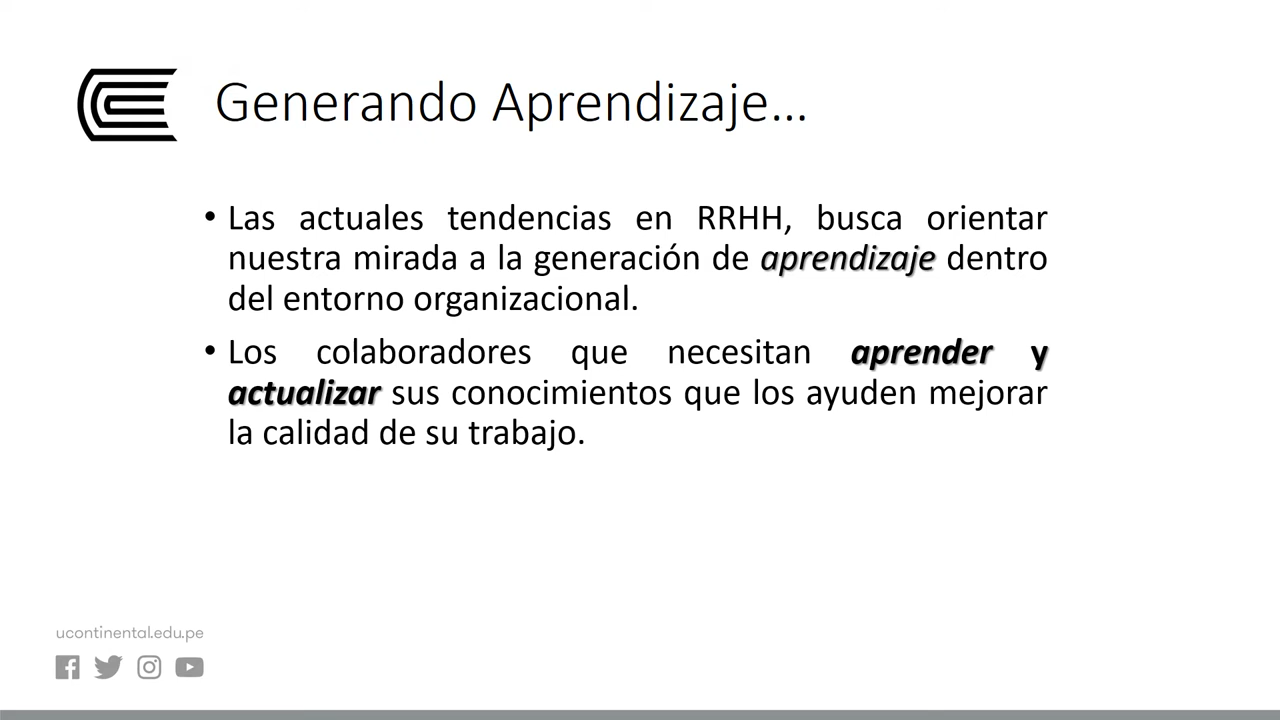 Generando Aprendizaje...
• Las actuales tendencias en RRHH, busca orientar
nuestra mirada a la generación de aprendizaje dentro
del entorno organizacional.
• Los colaboradores que necesitan aprender y
actualizar sus conocimientos que los ayuden mejorar
la calidad de su trabajo.
ucontinental.edu.pe